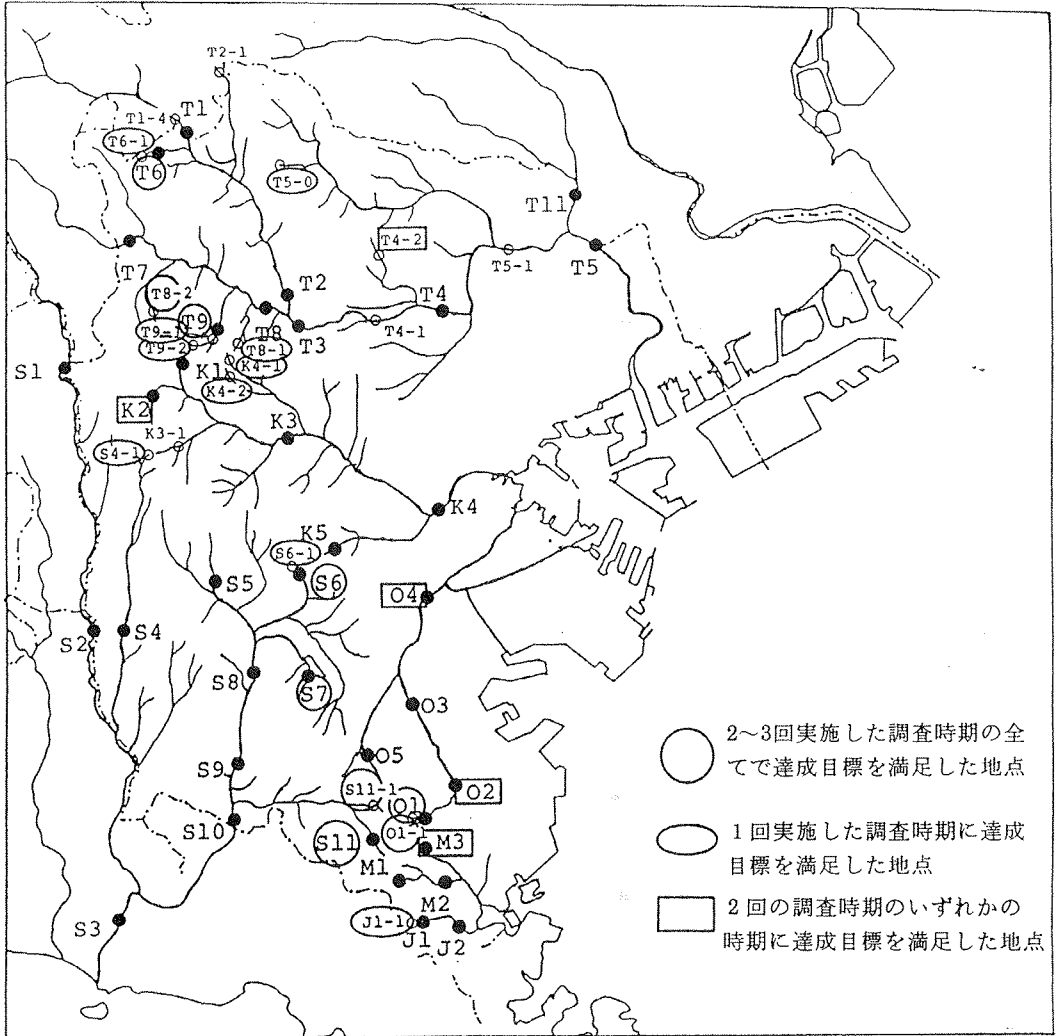 T2-1
T1-4
T1
T6-1
T6
T5-0
T11
T4-2
T5-1
T5
T7
T8-2
T2
T4
T9-1
T9
T9-2
T8
T3
T4-1
T8-1
S1
K1
K4-1
K4-2
K2
K3-1
K3
S4-1
K4
K5
S6-1
S6
S5
O4
S2
S4
S8
S7
O3
O5
S9
S11-1
O1
O2
S10
O1-
S11
M3
M1
M2
J1-1
J1
J2
S3
2〜3回実施した調査時期の全
てで達成目標を満足した地点
1回実施した調査時期に達成
目標を満足した地点
2回の調査時期のいずれかの
時期に達成目標を満足した地点